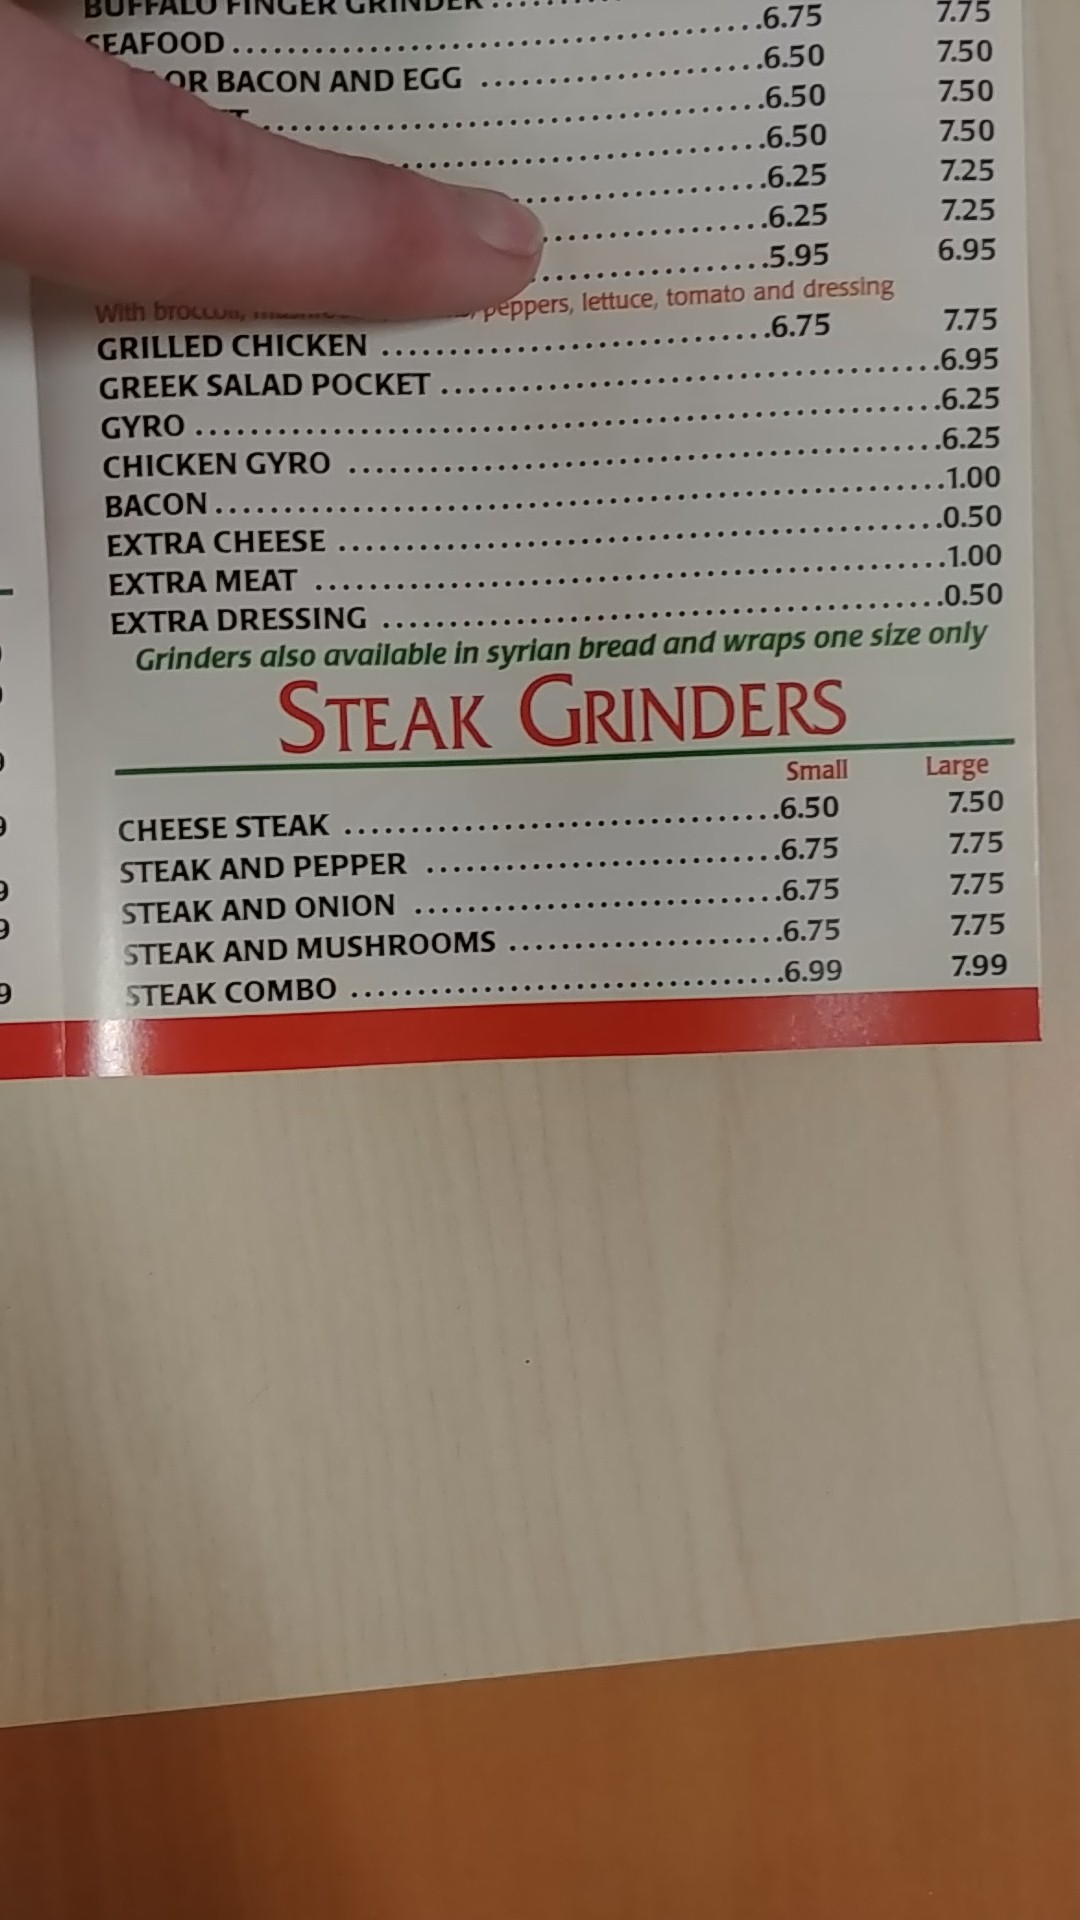 BUFFALO FINGER GRINDER ........ 6.75 7.75
SEAFOOD ........ 6.50 7.50
OR BACON AND EGG ........ 6.50 7.50
........ 6.50 7.50
........ 6.25 7.25
........ 6.25 7.25
........ 5.95 6.95
With broccoli, peppers, lettuce, tomato and dressing
GRILLED CHICKEN ........ 6.75 7.75
GREEK SALAD POCKET ........ 6.95
GYRO ........ 6.25
CHICKEN GYRO ........ 6.25
BACON ........ 1.00
EXTRA CHEESE ........ 0.50
EXTRA MEAT ........ 1.00
EXTRA DRESSING ........ 0.50
Grinders also available in syrian bread and wraps one size only
STEAK GRINDERS
Small Large
CHEESE STEAK ........ 6.50 7.50
STEAK AND PEPPER ........ 6.75 7.75
STEAK AND ONION ........ 6.75 7.75
STEAK AND MUSHROOMS ........ 6.75 7.75
STEAK COMBO ........ 6.99 7.99